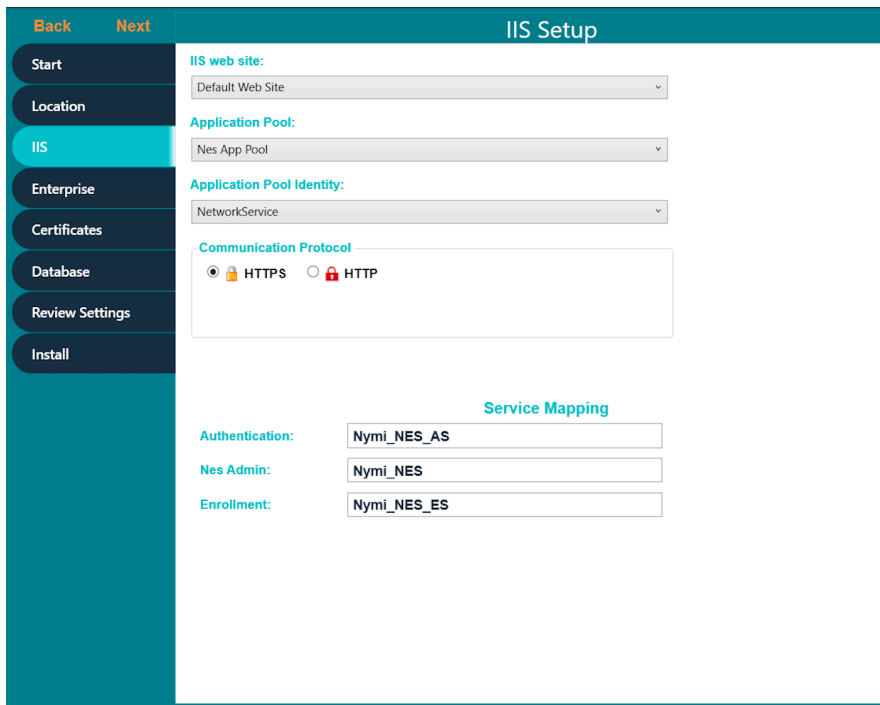 Back Next
IIS Setup
Start
Location
IIS
Enterprise
Certificates
Database
Review Settings
Install
IIS web site:
Default Web Site
Application Pool:
Nes App Pool
Application Pool Identity:
NetworkService
Communication Protocol
HTTPS HTTP
Service Mapping
Authentication: Nymi_NES_AS
Nes Admin: Nymi_NES
Enrollment: Nymi_NES_ES